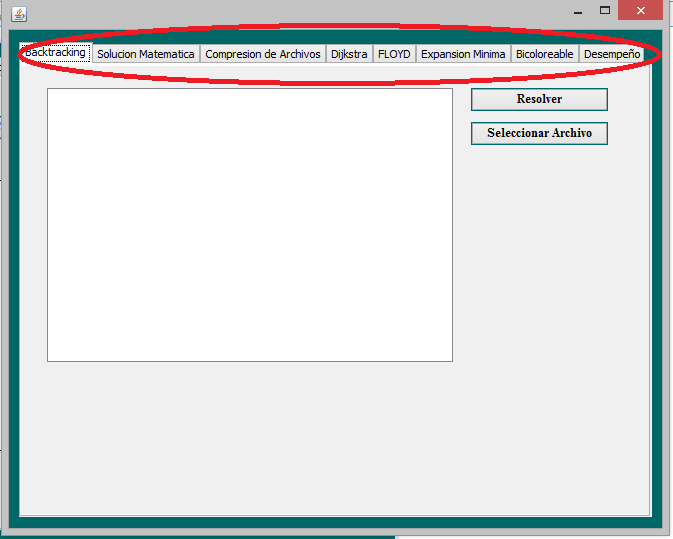 Backtracking Solucion Matematica Compresion de Archivos Dijkstra FLOYD Expansion Minima Bicoloreable Desempeño
Resolver
Seleccionar Archivo